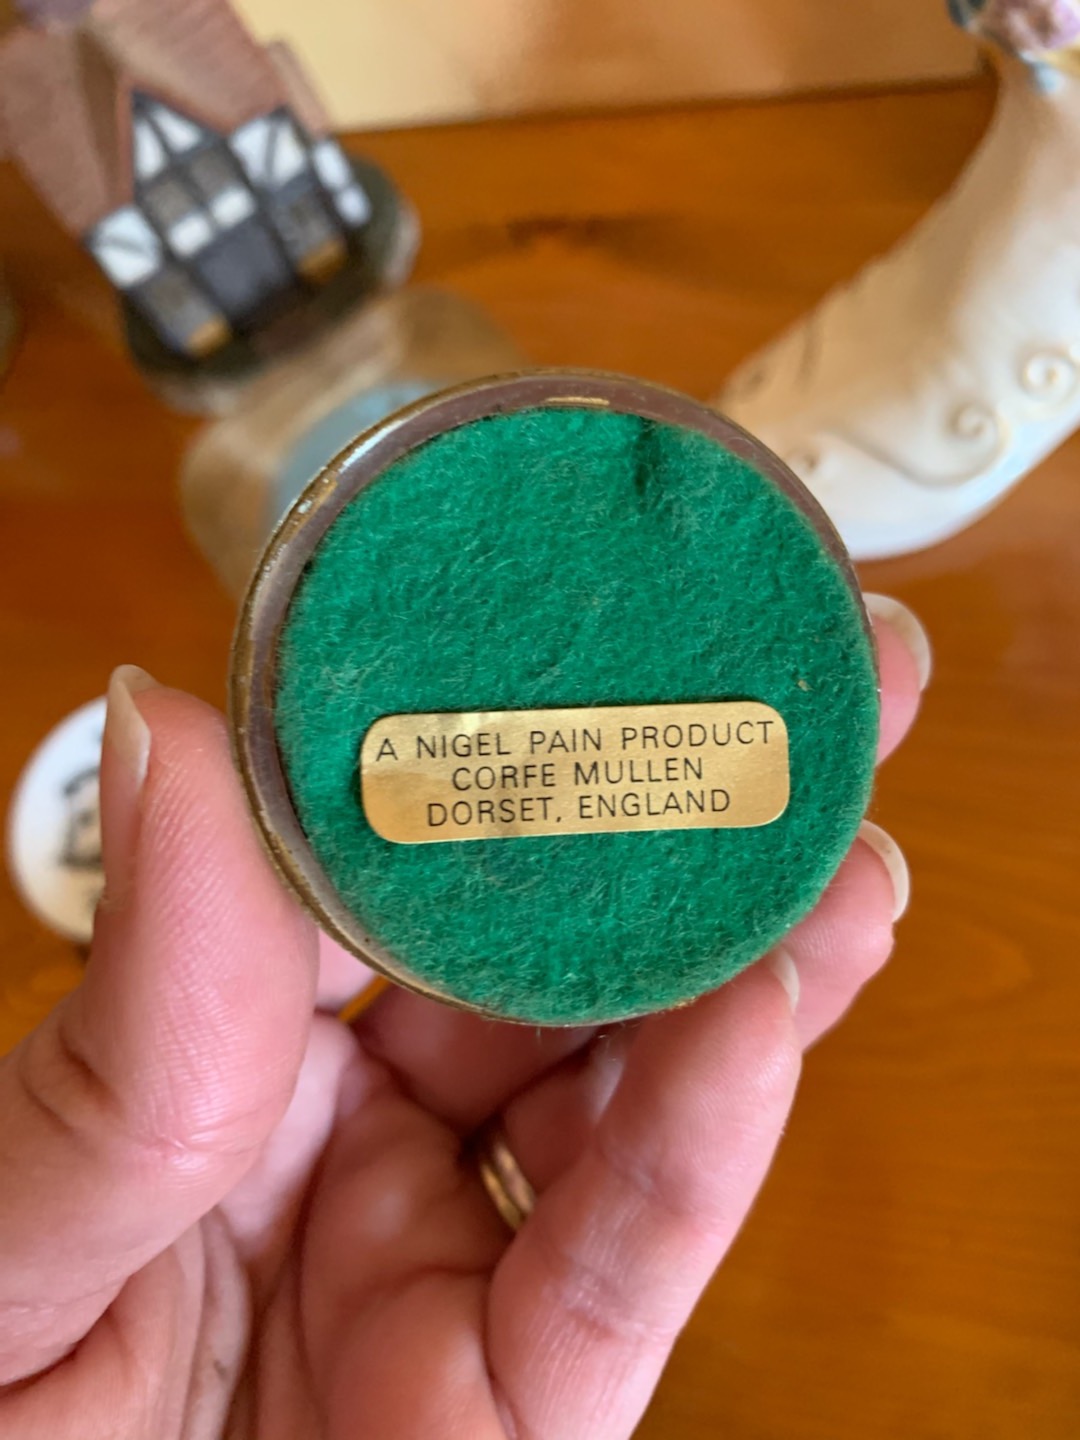 A NIGEL PAIN PRODUCT
CORFE MULLEN
DORSET, ENGLAND